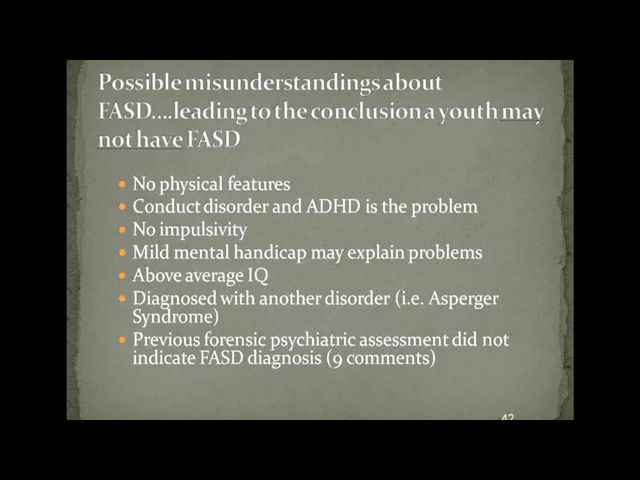 Possible misunderstandings about
FASD....leading to the conclusion a youth may
not have FASD
• No physical features
• Conduct disorder and ADHD is the problem
• No impulsivity
• Mild mental handicap may explain problems
• Above average IQ
• Diagnosed with another disorder (i.e. Asperger
Syndrome)
• Previous forensic psychiatric assessment did not
indicate FASD diagnosis (9 comments)
42